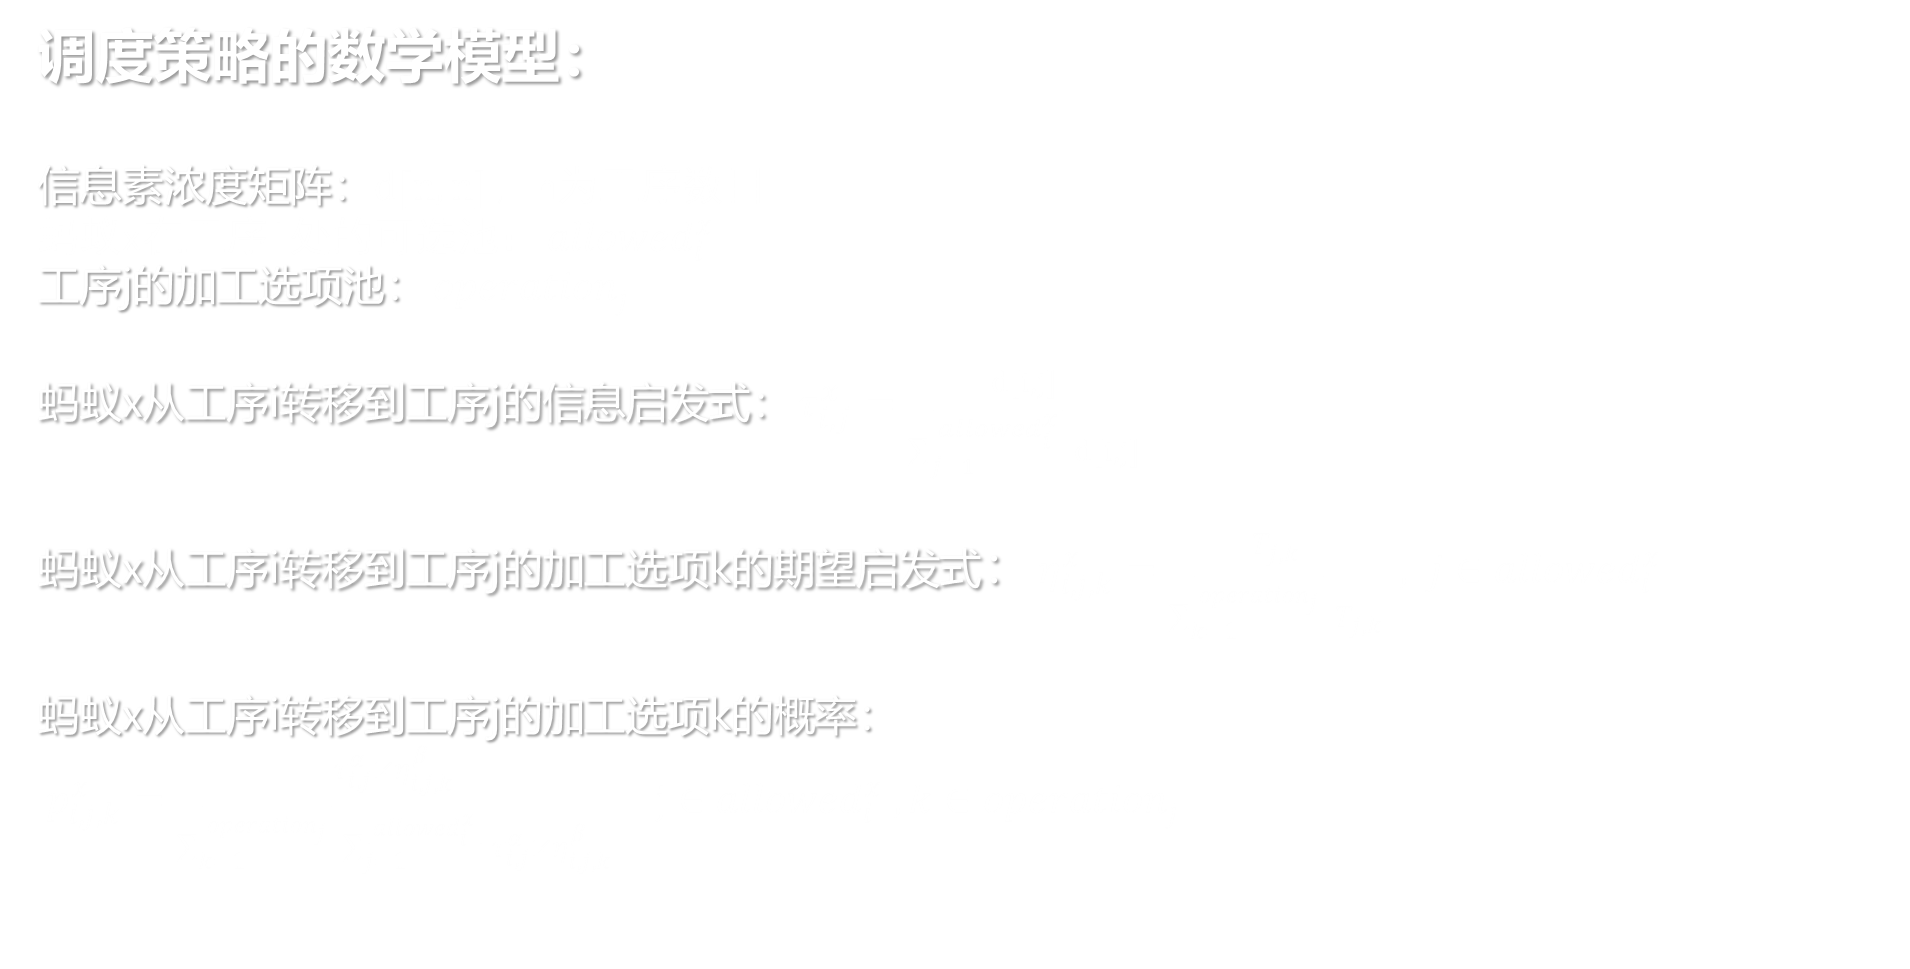 调度策略的数学模型：
信息素浓度矩阵：
工序j的加工选项池：
蚂蚁x从工序i转移到工序j的信息启发式：
蚂蚁x从工序i转移到工序j的加工选项k的期望启发式：
蚂蚁x从工序i转移到工序j的加工选项k的概率：